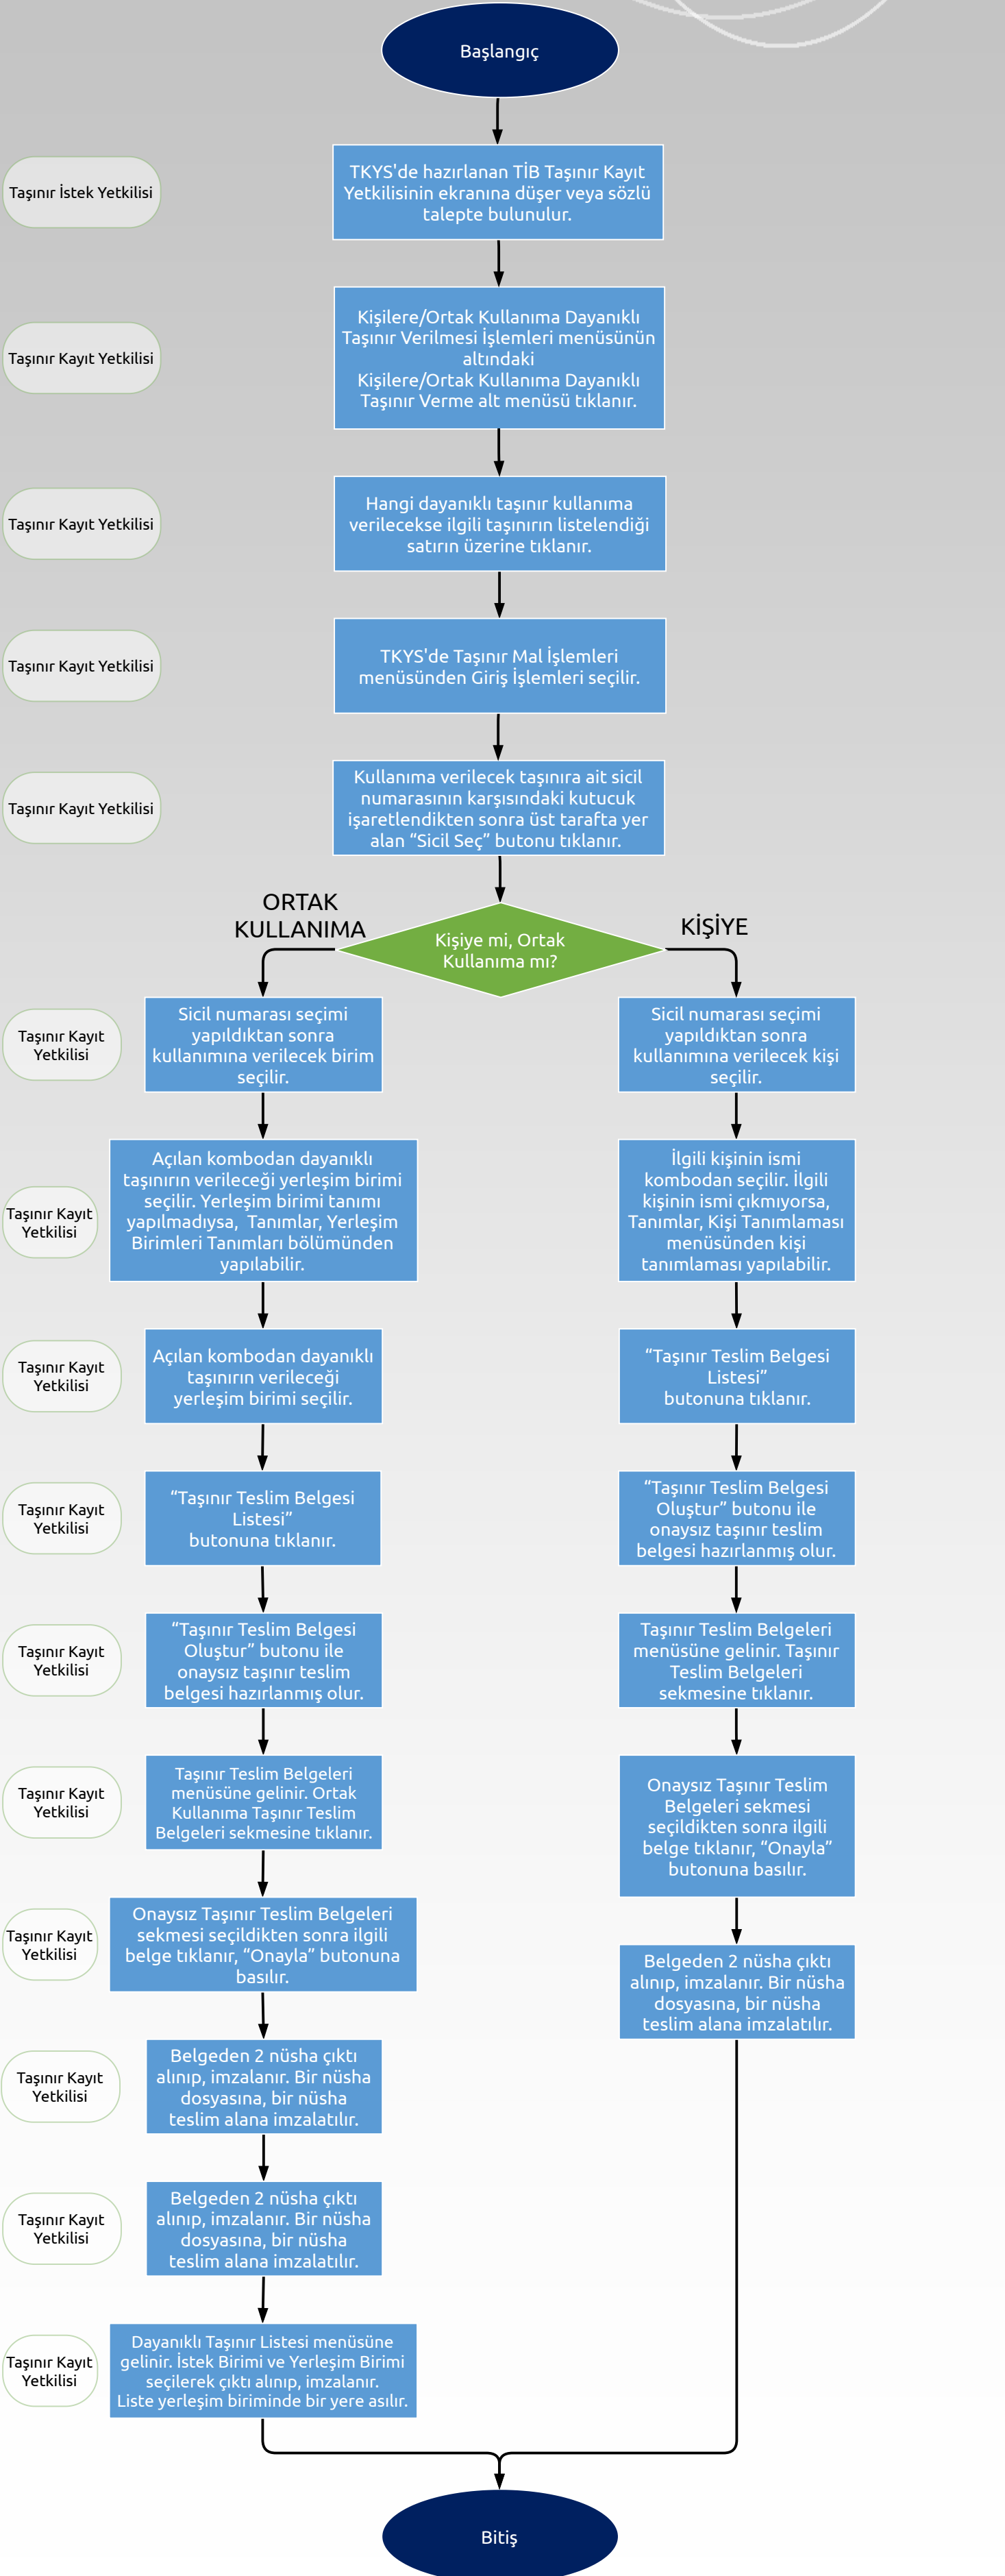 Başlangıç
Taşınır İstek Yetkilisi
TKYS'de hazırlanan TİB Taşınır Kayıt
Yetkilisinin ekranına düşer veya sözlü
talepte bulunulur.
Taşınır Kayıt Yetkilisi
Kişilere/Ortak Kullanıma Dayanıklı
Taşınır Verilmesi İşlemleri menüsünün
altındaki
Kişilere/Ortak Kullanıma Dayanıklı
Taşınır Verme alt menüsü tıklanır.
Taşınır Kayıt Yetkilisi
Hangi dayanıklı taşınır kullanıma
verilecekse ilgili taşınırın listelendiği
satırın üzerine tıklanır.
Taşınır Kayıt Yetkilisi
TKYS'de Taşınır Mal İşlemleri
menüsünden Giriş İşlemleri seçilir.
Taşınır Kayıt Yetkilisi
Kullanıma verilecek taşınıra ait sicil
numarasının karşısındaki kutucuk
işaretlendikten sonra üst tarafta yer
alan “Sicil Seç” butonu tıklanır.
ORTAK
KULLANIMA
Kişiye mi, Ortak
Kullanıma mı?
KİŞİYE
Taşınır Kayıt
Yetkilisi
Sicil numarası seçimi
yapıldıktan sonra
kullanımına verilecek birim
seçilir.
Sicil numarası seçimi
yapıldıktan sonra
kullanımına verilecek kişi
seçilir.
Taşınır Kayıt
Yetkilisi
Açılan kombodan dayanıklı
taşınırın verileceği yerleşim birimi
seçilir. Yerleşim birimi tanımı
yapılmadıysa, Tanımlar, Yerleşim
Birimleri Tanımları bölümünden
yapılabilir.
İlgili kişinin ismi
kombodan seçilir. İlgili
kişinin ismi çıkmıyorsa,
Tanımlar, Kişi Tanımlaması
menüsünden kişi
tanımlaması yapılabilir.
Taşınır Kayıt
Yetkilisi
Açılan kombodan dayanıklı
taşınırın verileceği
yerleşim birimi seçilir.
“Taşınır Teslim Belgesi
Listesi”
butonuna tıklanır.
Taşınır Kayıt
Yetkilisi
“Taşınır Teslim Belgesi
Listesi”
butonuna tıklanır.
“Taşınır Teslim Belgesi
Oluştur” butonu ile
onaysız taşınır teslim
belgesi hazırlanmış olur.
Taşınır Kayıt
Yetkilisi
“Taşınır Teslim Belgesi
Oluştur” butonu ile
onaysız taşınır teslim
belgesi hazırlanmış olur.
Taşınır Teslim Belgeleri
menüsüne gelinir. Taşınır
Teslim Belgeleri
sekmesine tıklanır.
Taşınır Kayıt
Yetkilisi
Taşınır Teslim Belgeleri
menüsüne gelinir. Ortak
Kullanıma Taşınır Teslim
Belgeleri sekmesine tıklanır.
Onaysız Taşınır Teslim
Belgeleri sekmesi
seçildikten sonra ilgili
belge tıklanır, “Onayla”
butonuna basılır.
Taşınır Kayıt
Yetkilisi
Onaysız Taşınır Teslim Belgeleri
sekmesi seçildikten sonra ilgili
belge tıklanır, “Onayla” butonuna
basılır.
Belgeden 2 nüsha çıktı
alınıp, imzalanır. Bir nüsha
dosyasına, bir nüsha
teslim alana imzalatılır.
Taşınır Kayıt
Yetkilisi
Belgeden 2 nüsha çıktı
alınıp, imzalanır. Bir nüsha
dosyasına, bir nüsha
teslim alana imzalatılır.
Taşınır Kayıt
Yetkilisi
Belgeden 2 nüsha çıktı
alınıp, imzalanır. Bir nüsha
dosyasına, bir nüsha
teslim alana imzalatılır.
Taşınır Kayıt
Yetkilisi
Dayanıklı Taşınır Listesi menüsüne
gelinir. İstek Birimi ve Yerleşim Birimi
seçilerek çıktı alınıp, imzalanır.
Liste yerleşim biriminde bir yere asılır.
Bitiş